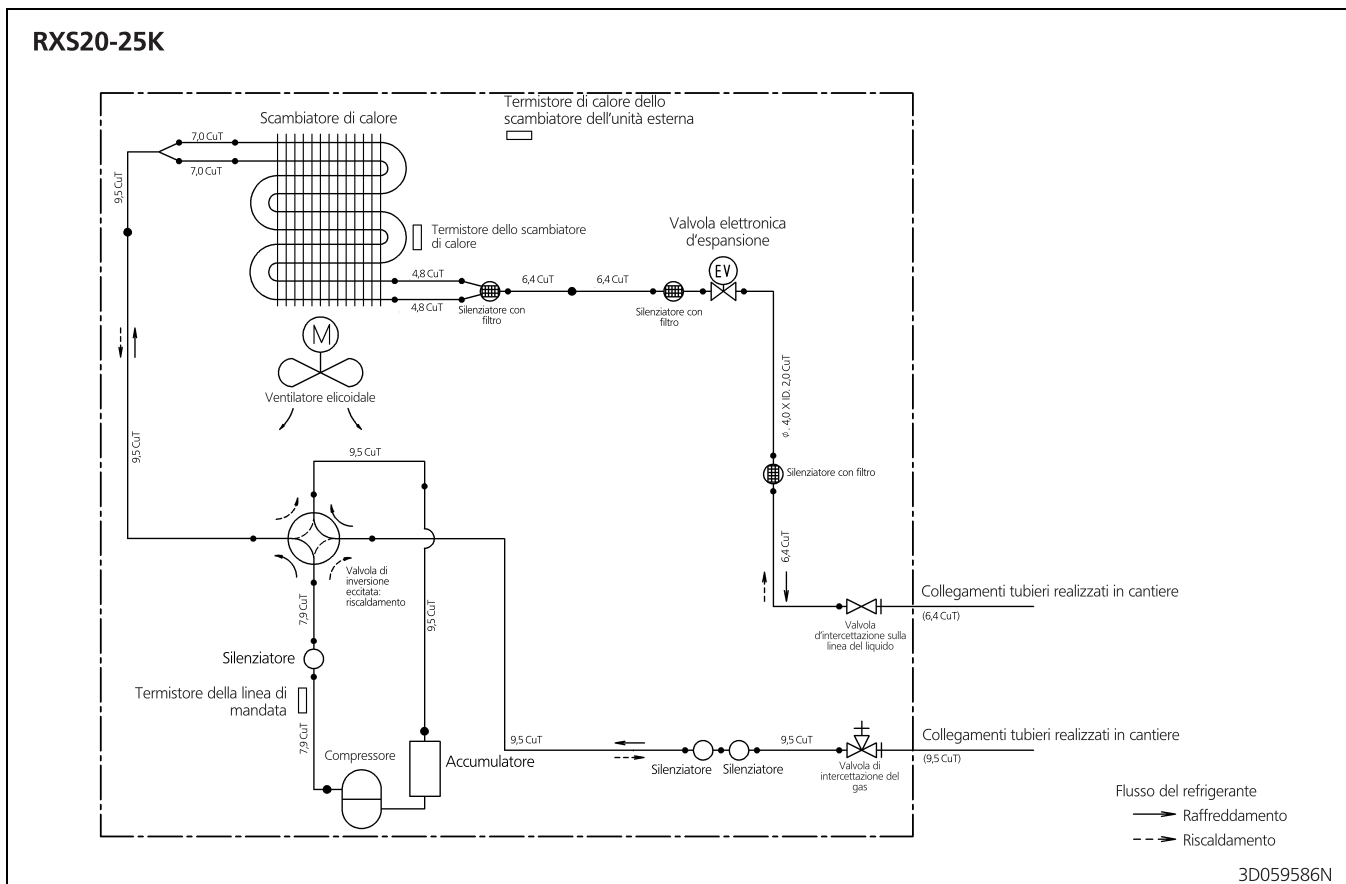 RXS20-25K
Termistore di calore dello
scambiatore dell'unità esterna
Scambiatore di calore
7,0 CuT
7,0 CuT
9,5 CuT
Termistore dello scambiatore
di calore
Valvola elettronica
d'espansione
EV
4,8 CuT
4,8 CuT
6,4 CuT
6,4 CuT
Silenziatore con
filtro
Silenziatore con
filtro
M
Ventilatore elicoidale
φ . 4,0 X ID. 2,0 CuT
9,5 CuT
9,5 CuT
Silenziatore con filtro
6,4 CuT
Valvola di
inversione
eccitata:
riscaldamento
7,9 CuT
9,5 CuT
Collegamenti tubieri realizzati in cantiere
(6,4 CuT)
Valvola
d'intercettazione sulla
linea del liquido
Silenziatore
Termistore della linea di
mandata
7,9 CuT
Compressore
Accumulatore
9,5 CuT
Silenziatore
Silenziatore
9,5 CuT
Valvola di
intercettazione del
gas
Collegamenti tubieri realizzati in cantiere
(9,5 CuT)
Flusso del refrigerante
Raffreddamento
Riscaldamento
3D059586N